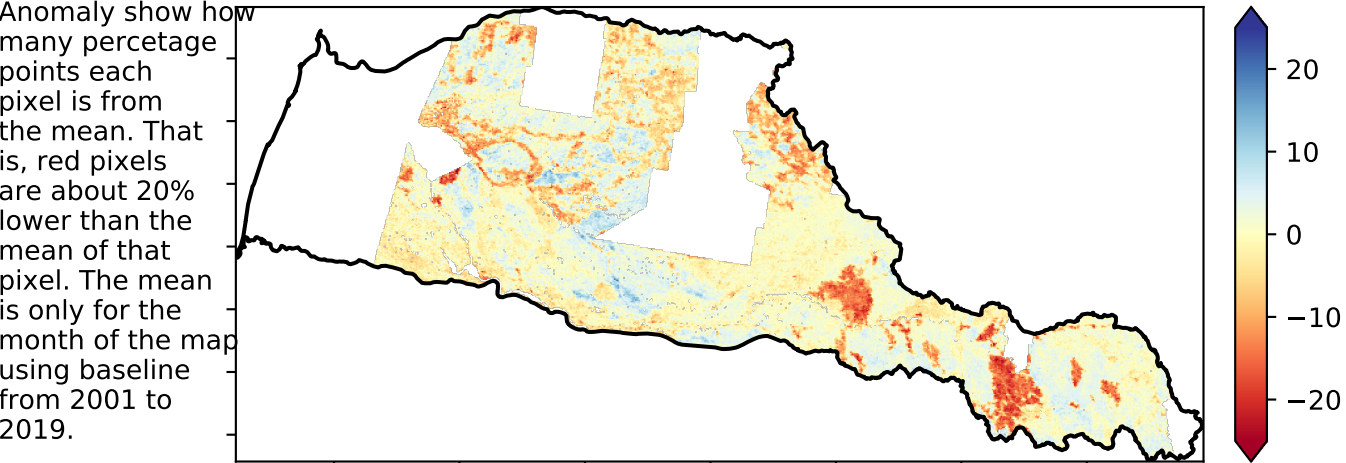 Anomaly show how
many percetage
points each
pixel is from
the mean. That
is, red pixels
are about 20%
lower than the
mean of that
pixel. The mean
is only for the
month of the map
using baseline
from 2001 to
2019.
20
10
0
−10
−20